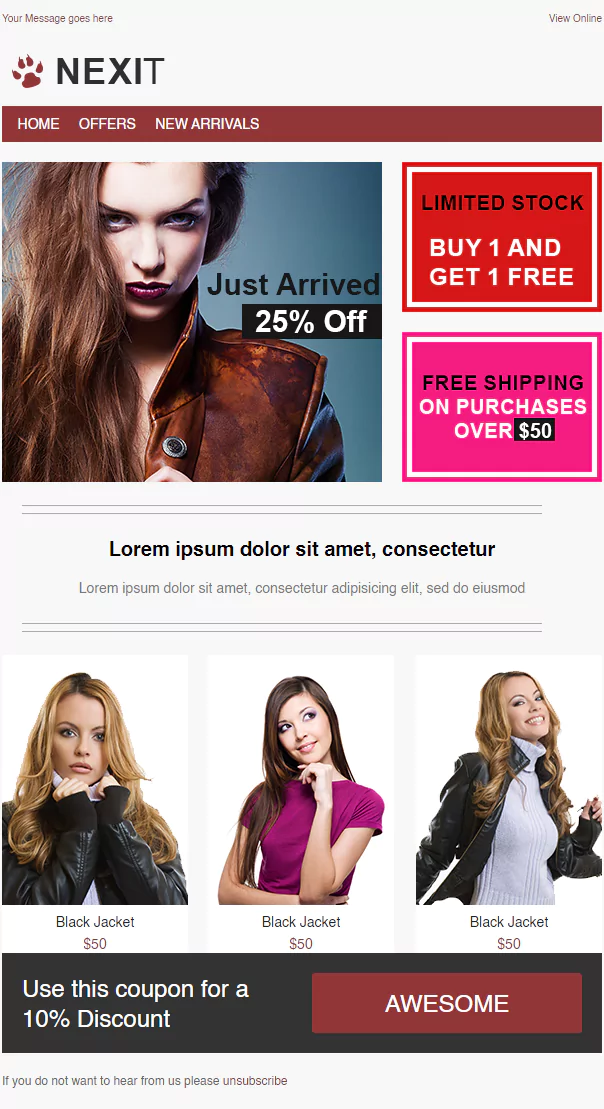 Your Message goes here
View Online
NEXIT
HOME OFFERS NEW ARRIVALS
Just Arrived
25% Off
LIMITED STOCK
BUY 1 AND
GET 1 FREE
FREE SHIPPING
ON PURCHASES
OVER $50
Lorem ipsum dolor sit amet, consectetur
Lorem ipsum dolor sit amet, consectetur adipisicing elit, sed do eiusmod
Black Jacket
$50
Black Jacket
$50
Black Jacket
$50
Use this coupon for a
10% Discount
AWESOME
If you do not want to hear from us please unsubscribe